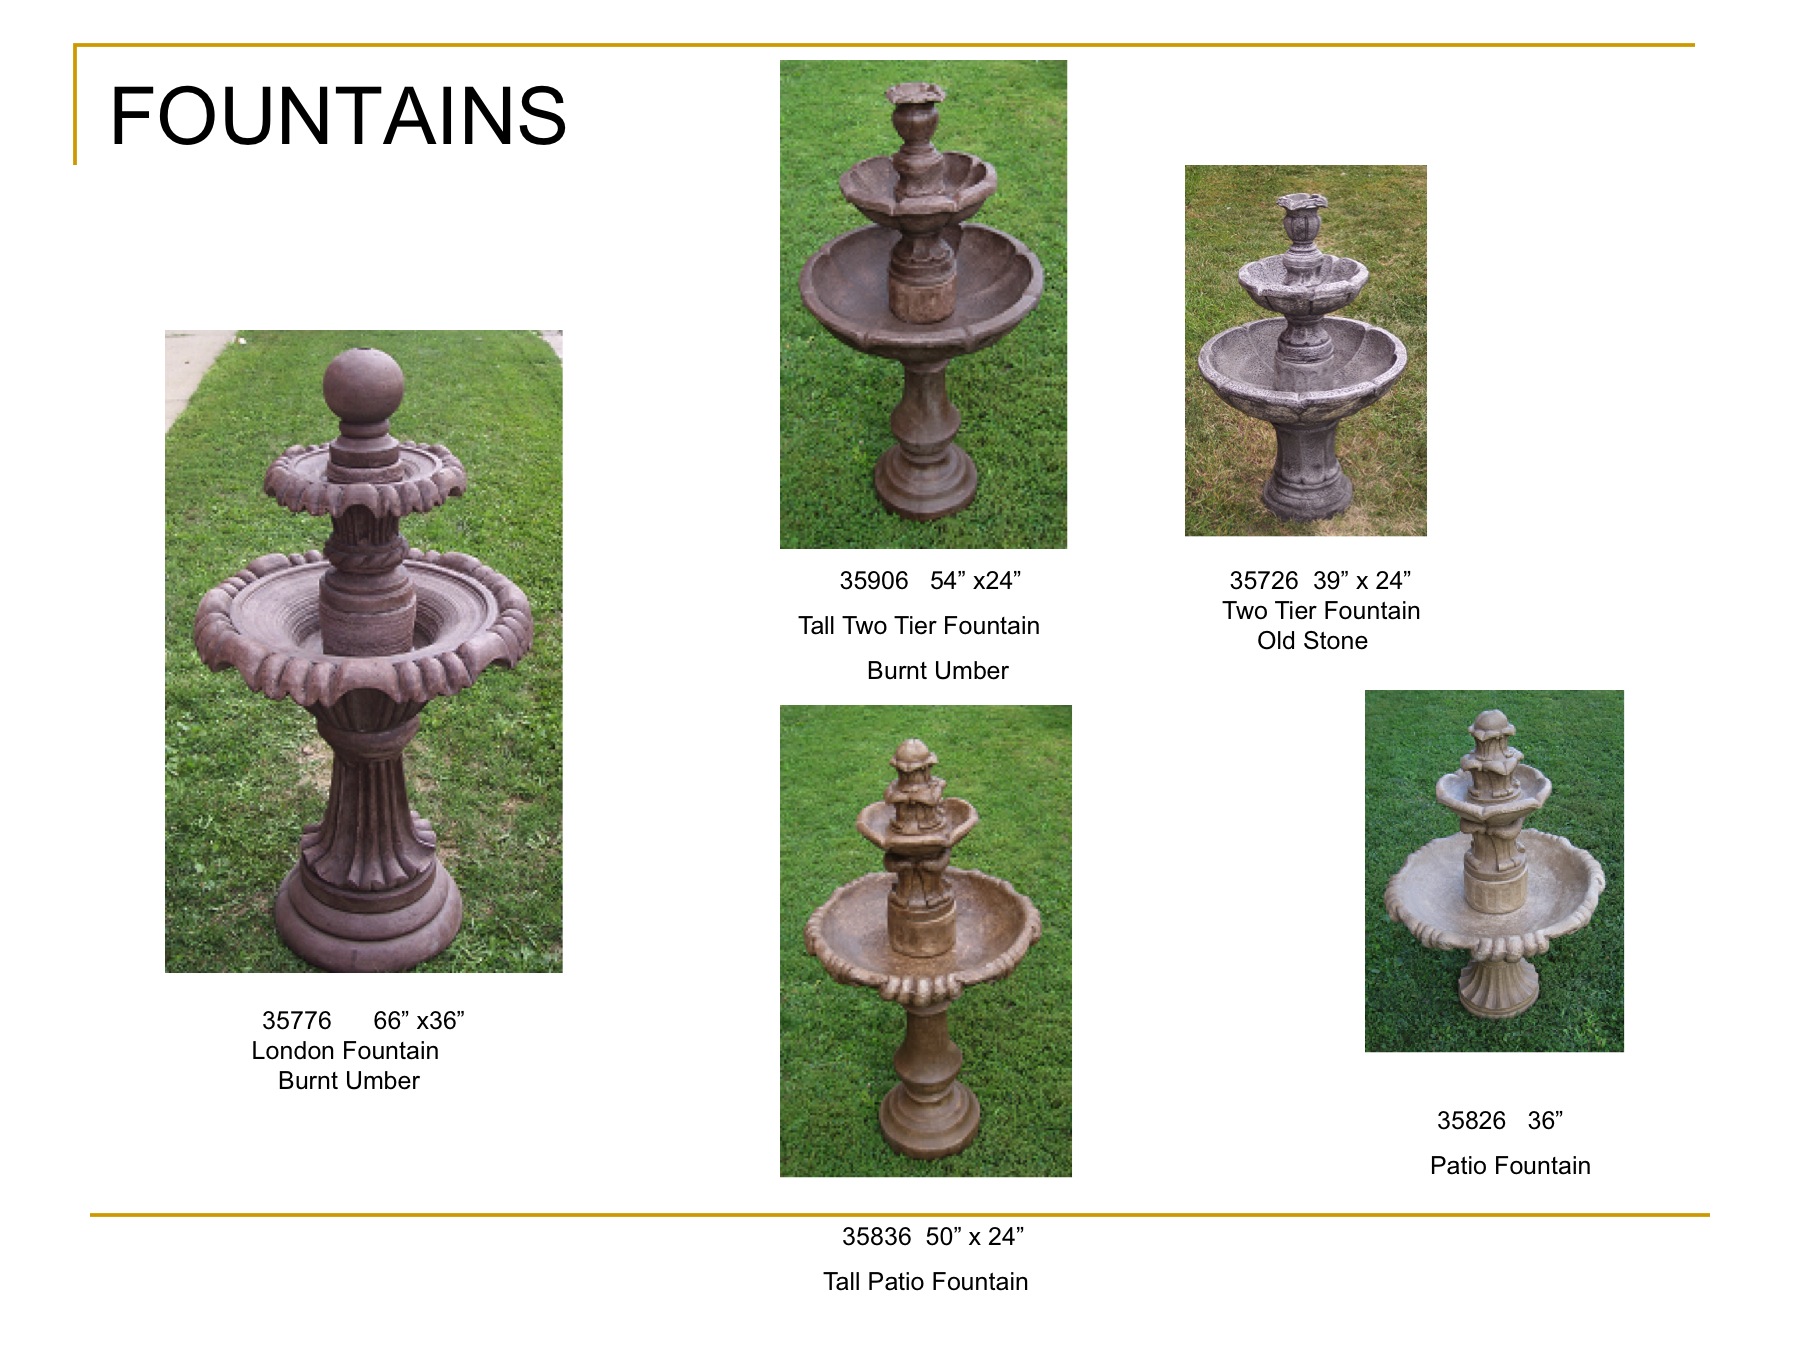 FOUNTAINS
35906 54” x24”
Tall Two Tier Fountain
Burnt Umber
35726 39” x 24”
Two Tier Fountain
Old Stone
35776 66” x36”
London Fountain
Burnt Umber
35826 36”
Patio Fountain
35836 50” x 24”
Tall Patio Fountain